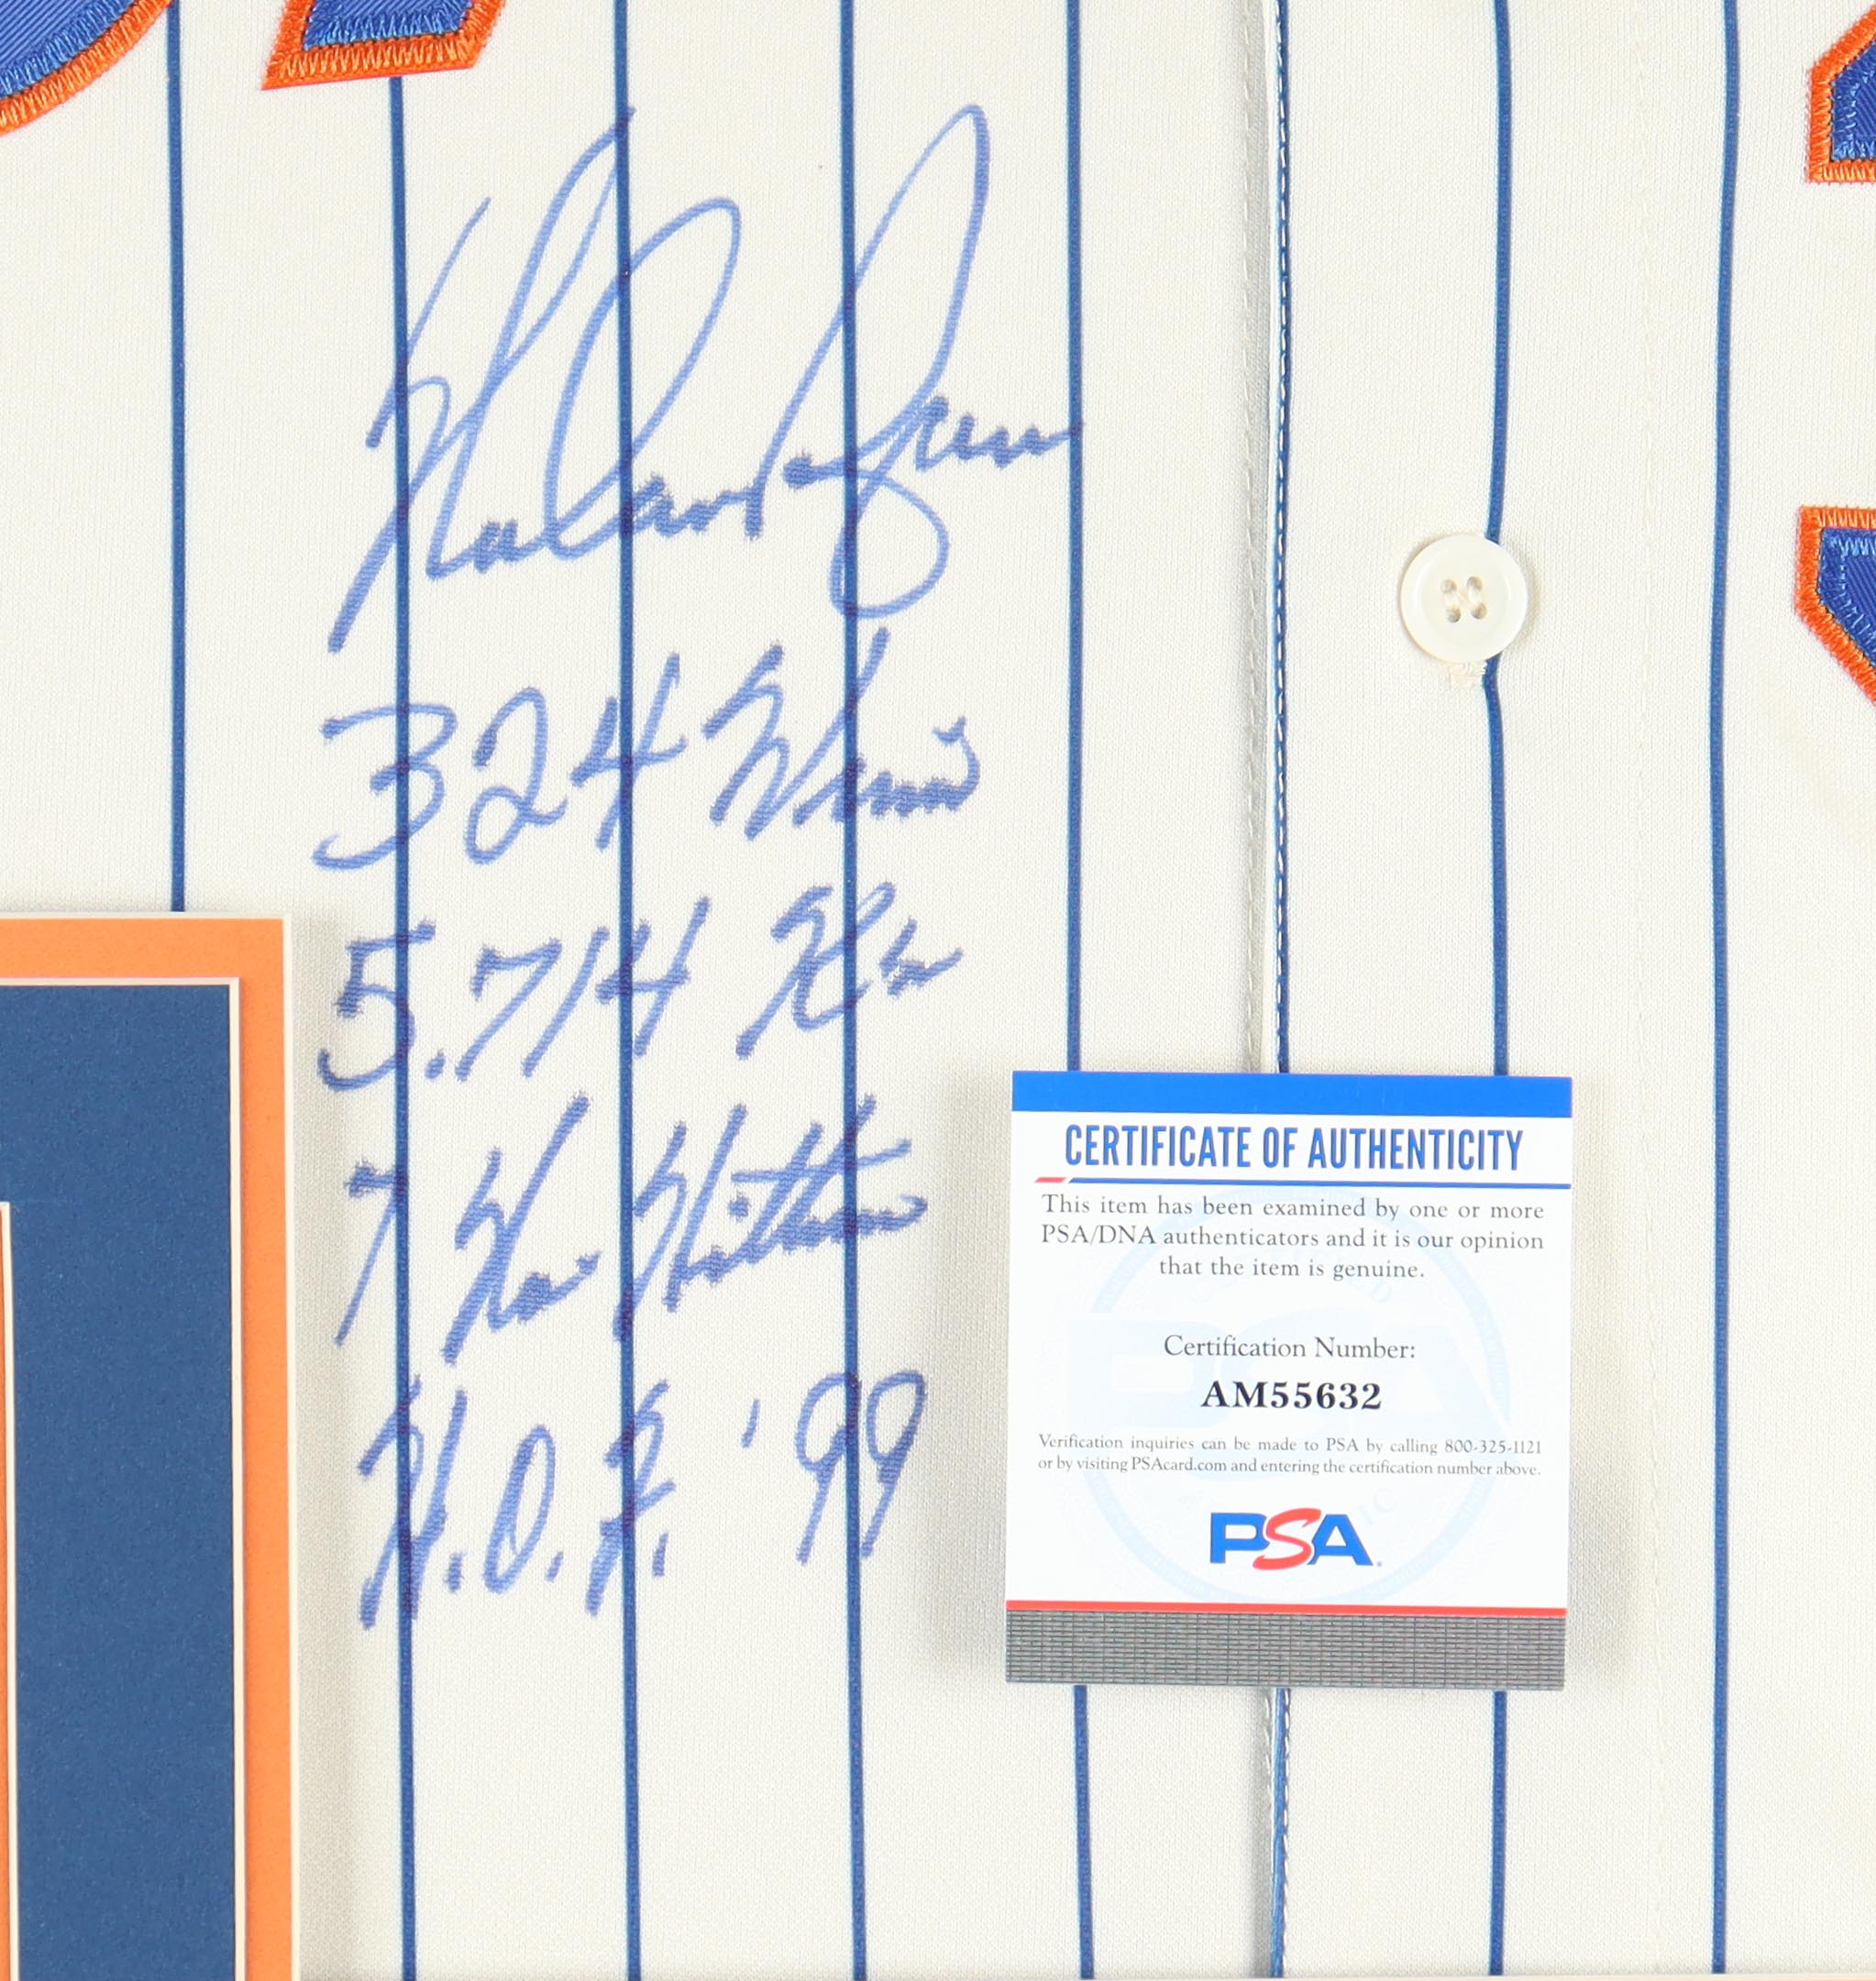 Nolan Ryan
324 Wins
5,714 K's
7 No Hitters
H.O.F. '99
CERTIFICATE OF AUTHENTICITY
This item has been examined by one or more
PSA/DNA authenticators and it is our opinion
that the item is genuine.
Certification Number:
AM55632
Verification inquiries can be made to PSA by calling 800-325-1121
or by visiting PSAcard.com and entering the certification number above.
PSA